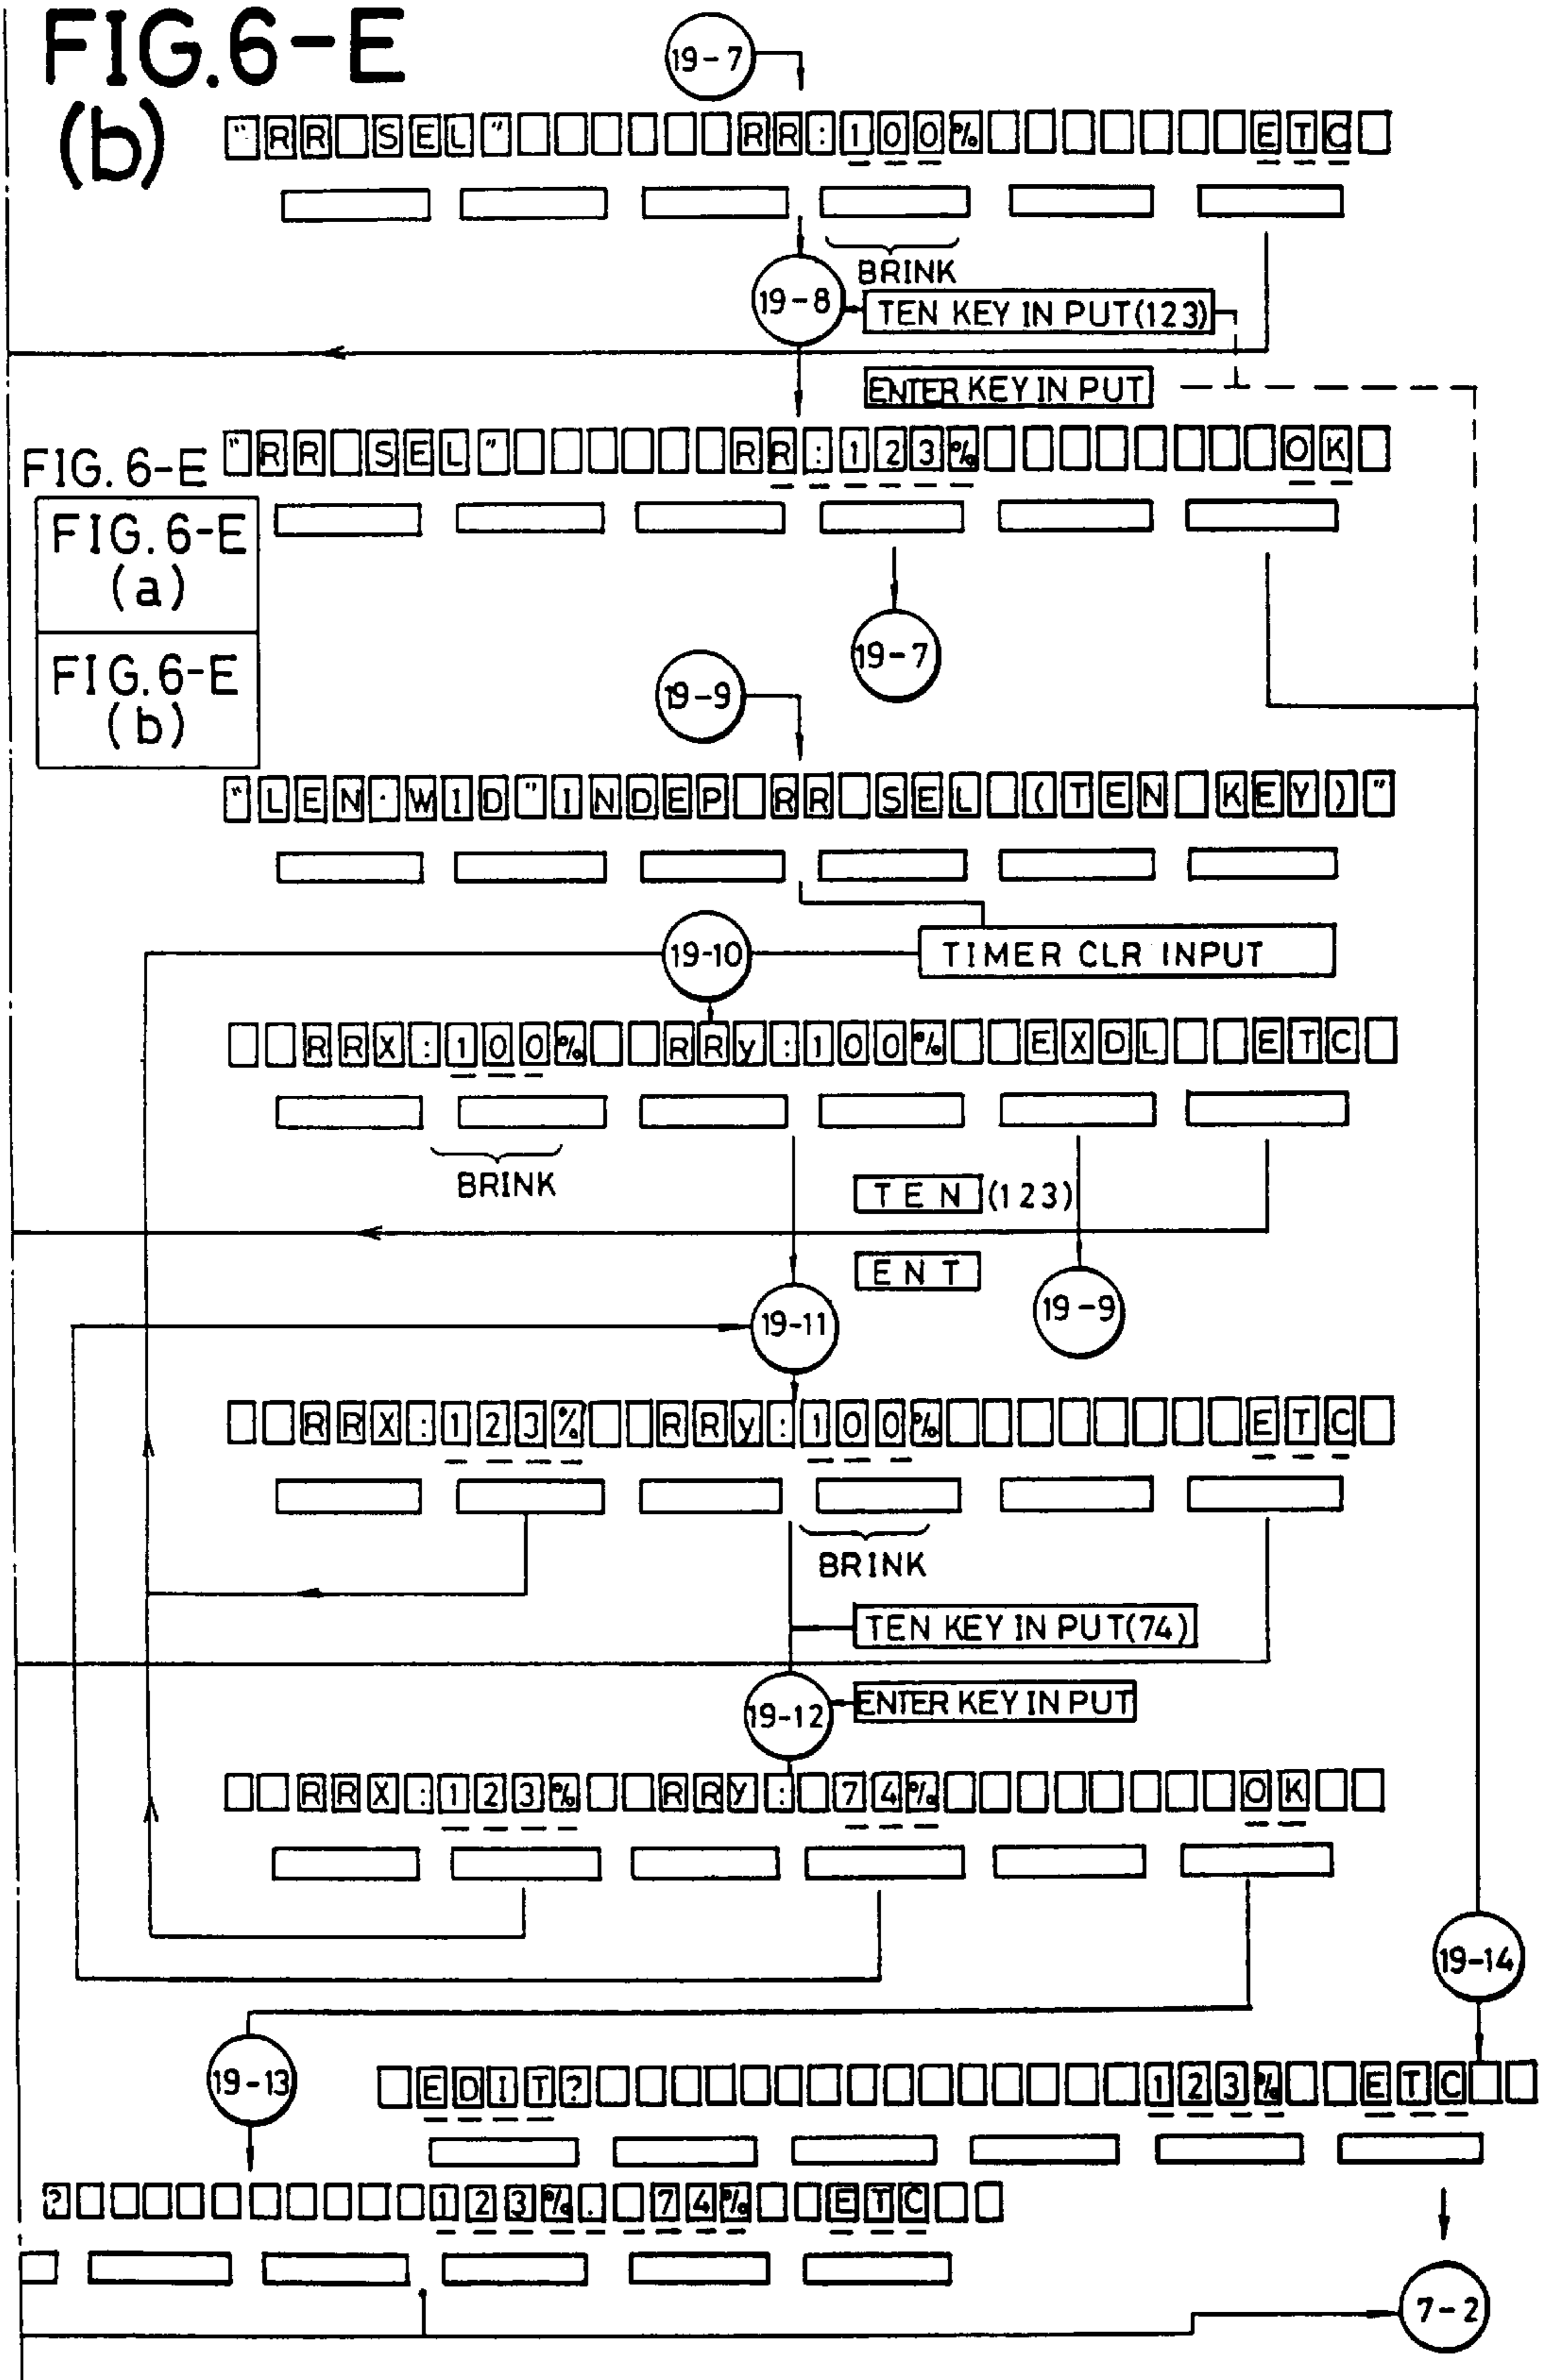 FIG.6-E
(b)
19-7
"RR SEL" RR:100% ETC
BRINK
19-8
TEN KEY IN PUT(123)
ENTER KEY IN PUT
"RR SEL" RR:123% OK
FIG. 6-E
FIG. 6-E
(a)
FIG. 6-E
(b)
19-7
19-9
"LEN·WID"INDEP RR SEL (TEN KEY)"
19-10
TIMER CLR INPUT
RRX:100% RRy:100% EXDL ETC
BRINK
TEN (123)
ENT
19-9
19-11
RRX:123% RRy:100% ETC
BRINK
TEN KEY IN PUT(74)
19-12
ENTER KEY IN PUT
RRX:123% RRy: 74% OK
19-14
19-13
EDIT? 123% ETC
? 123%. 74% ETC
7-2